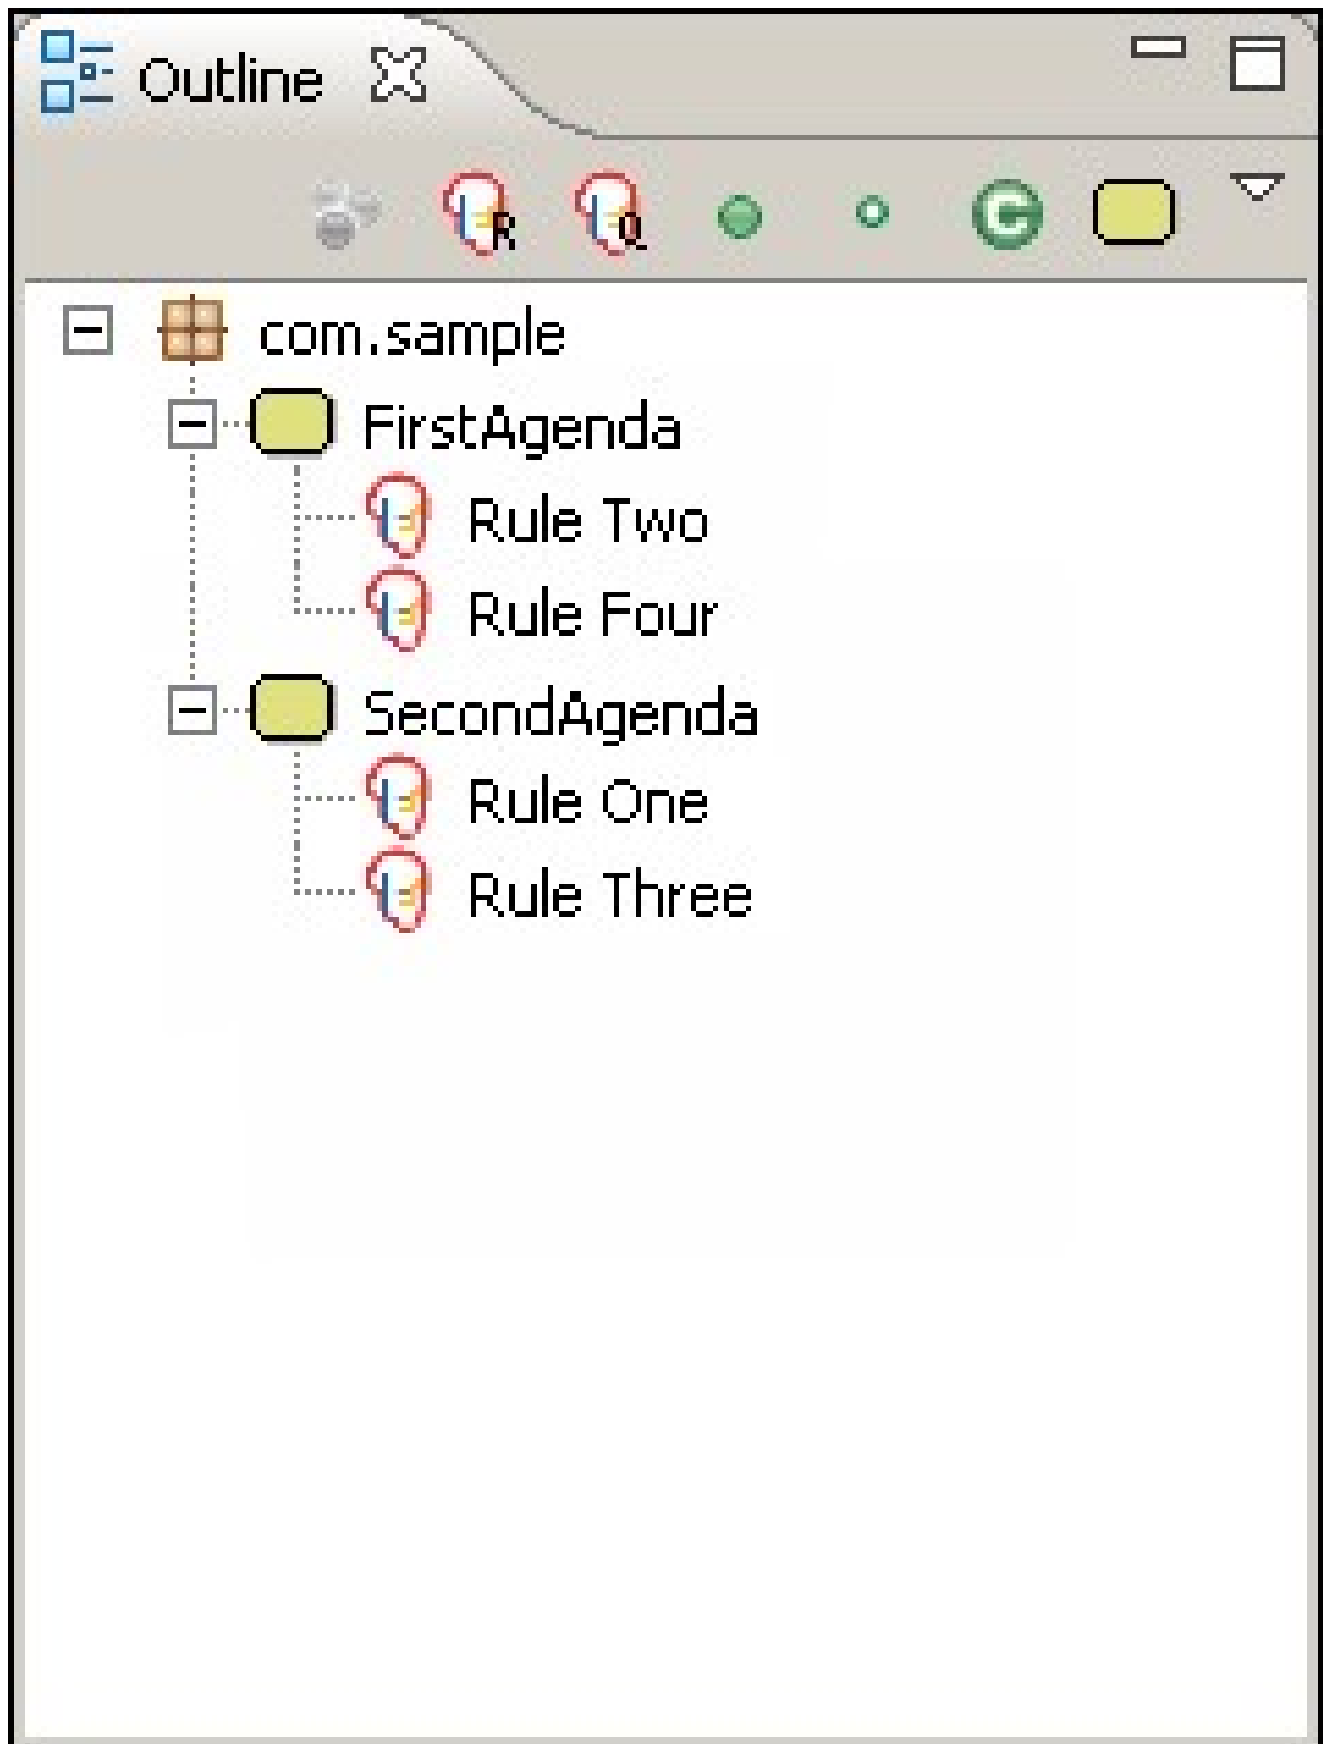 Outline
R Q C
com.sample
FirstAgenda
Rule Two
Rule Four
SecondAgenda
Rule One
Rule Three